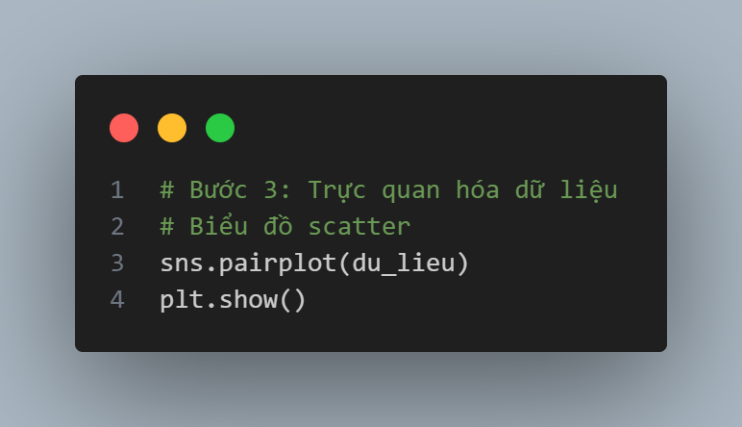 1 # Bước 3: Trực quan hóa dữ liệu
2 # Biểu đồ scatter
3 sns.pairplot(du_lieu)
4 plt.show()